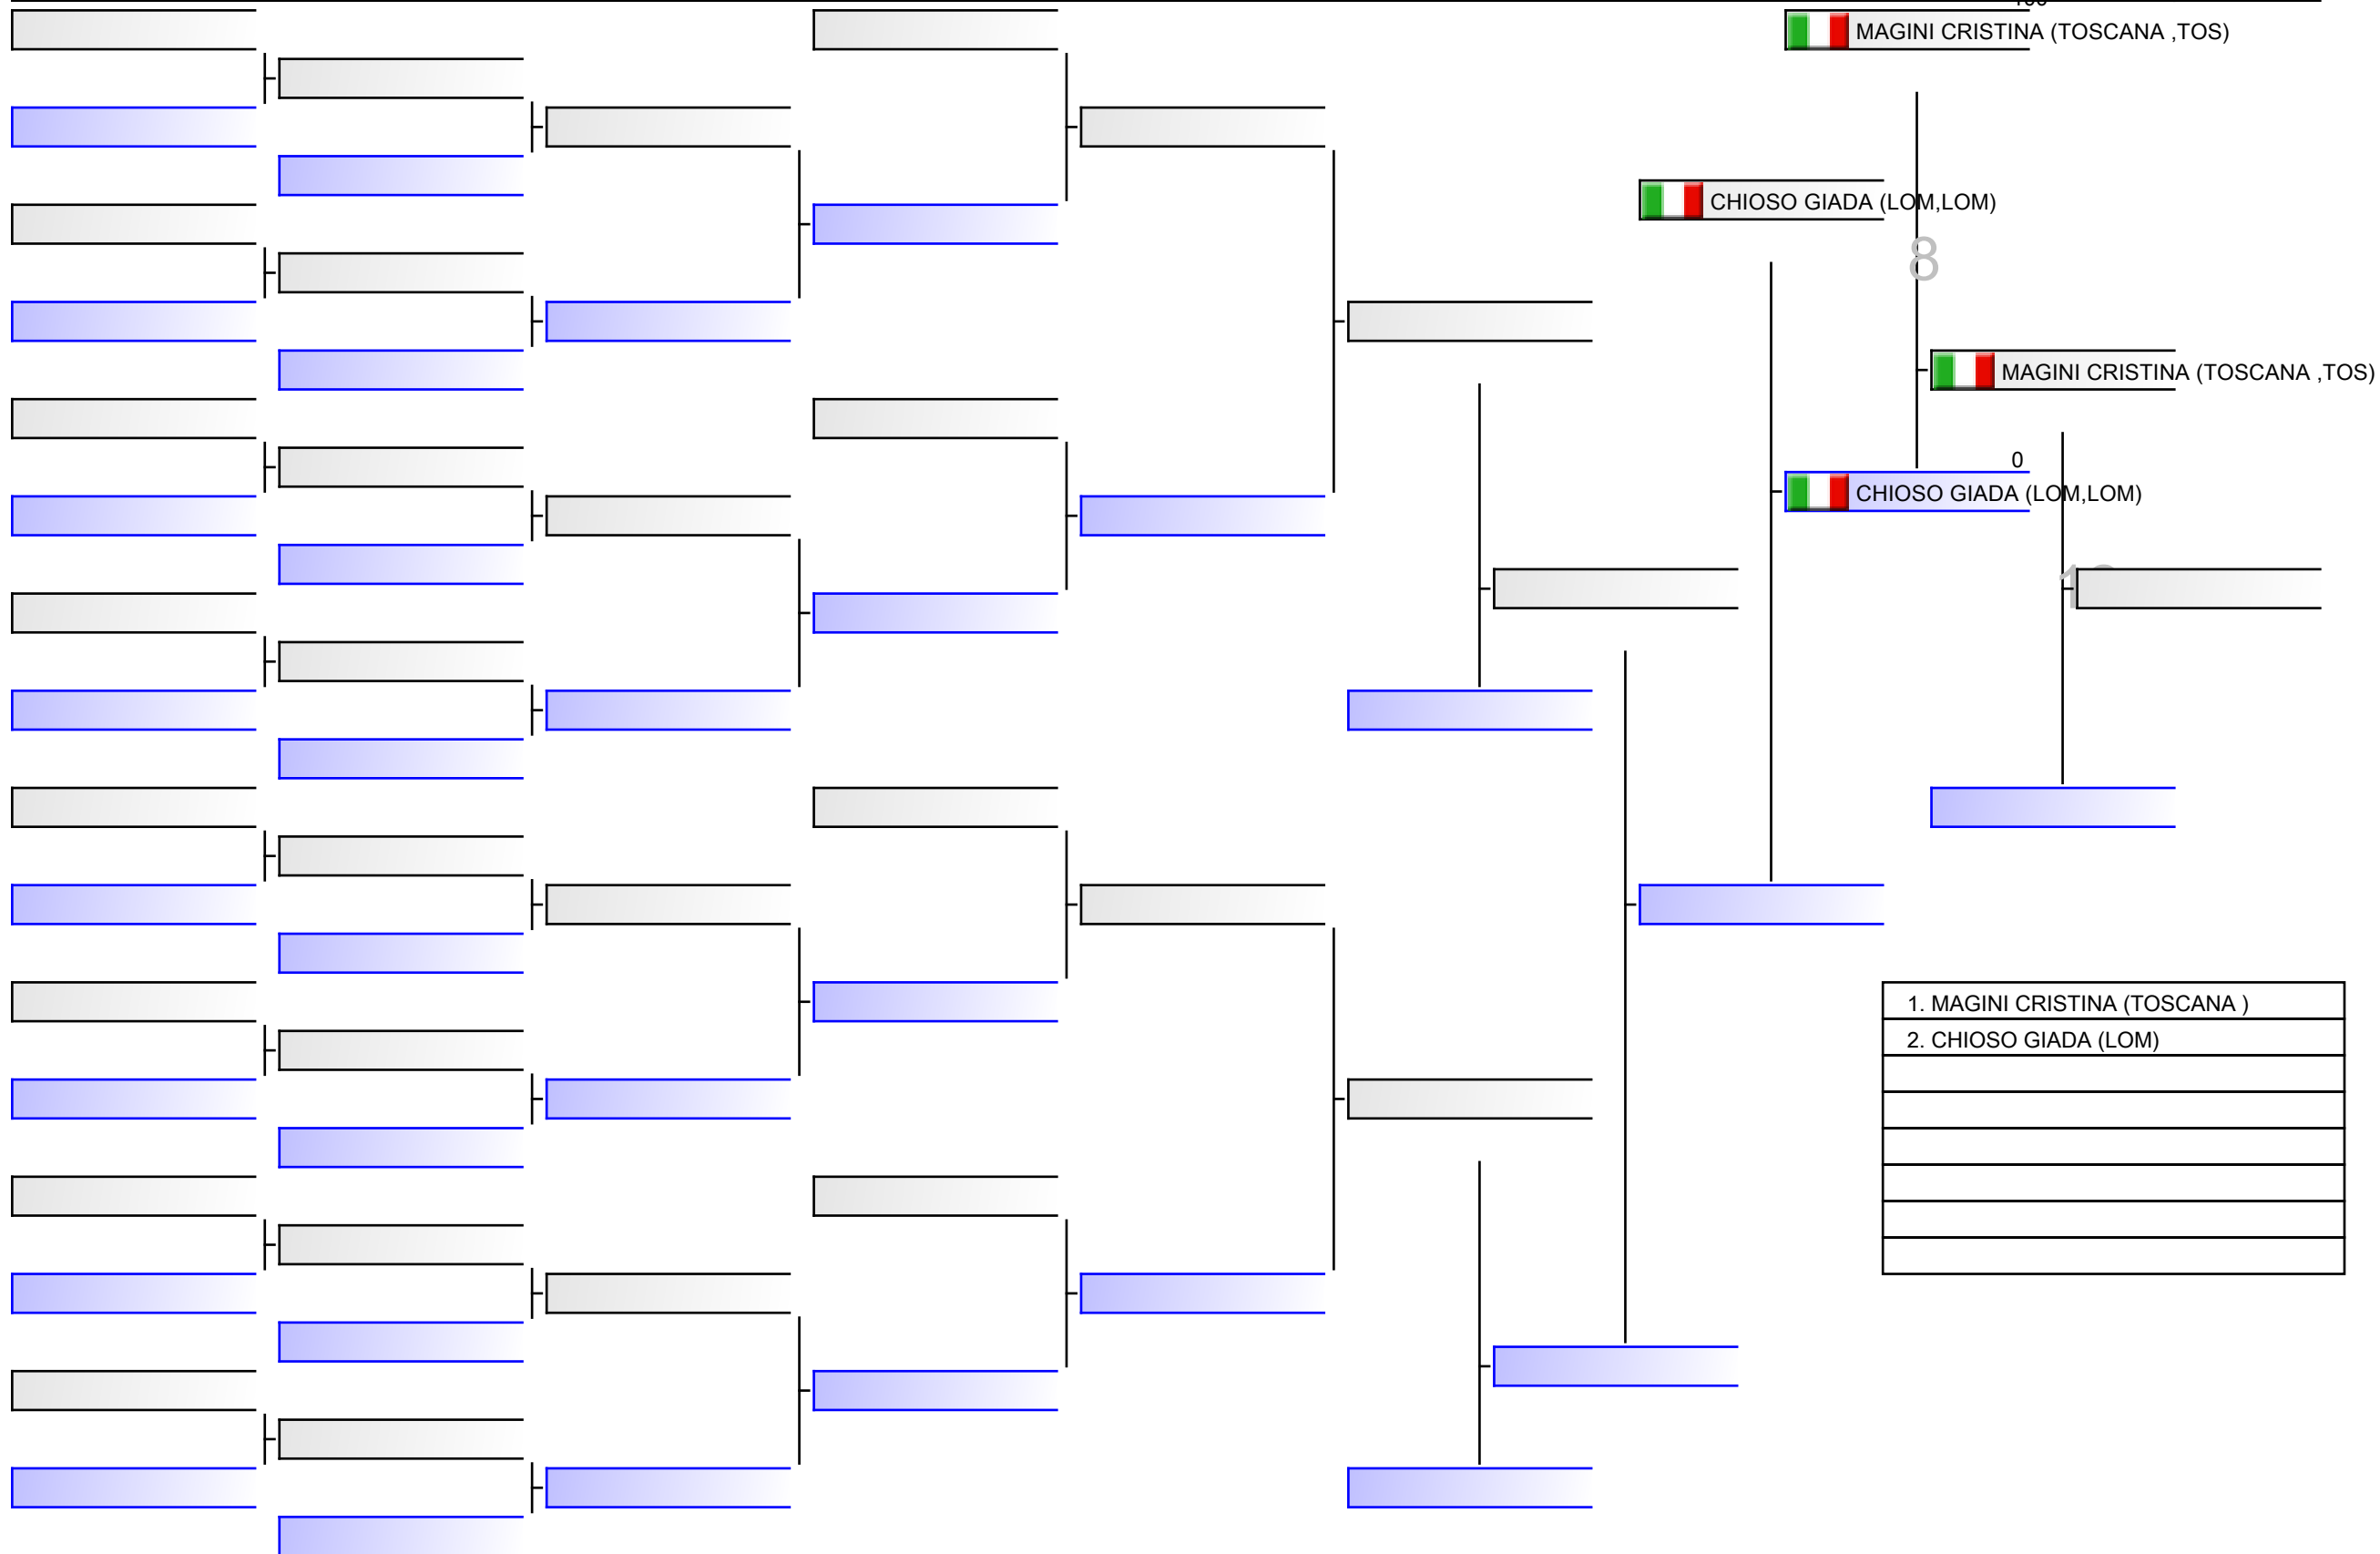 MAGINI CRISTINA (TOSCANA ,TOS)
CHIOSO GIADA (LOM,LOM)
8
MAGINI CRISTINA (TOSCANA ,TOS)
0
CHIOSO GIADA (LOM,LOM)
1. MAGINI CRISTINA (TOSCANA )
2. CHIOSO GIADA (LOM)